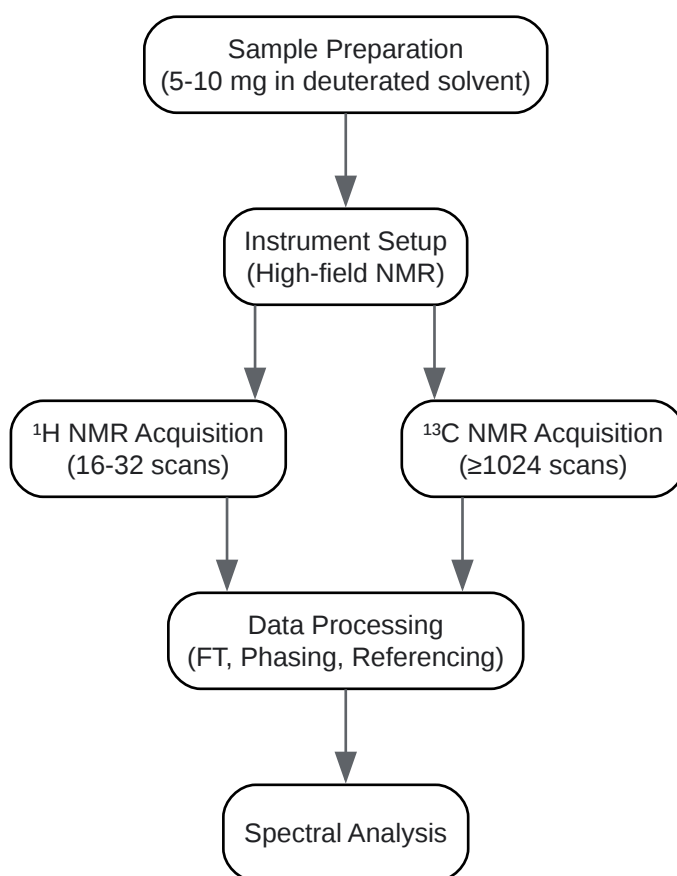 Sample Preparation
(5-10 mg in deuterated solvent)
Instrument Setup
(High-field NMR)
¹H NMR Acquisition
(16-32 scans)
¹³C NMR Acquisition
(≥1024 scans)
Data Processing
(FT, Phasing, Referencing)
Spectral Analysis